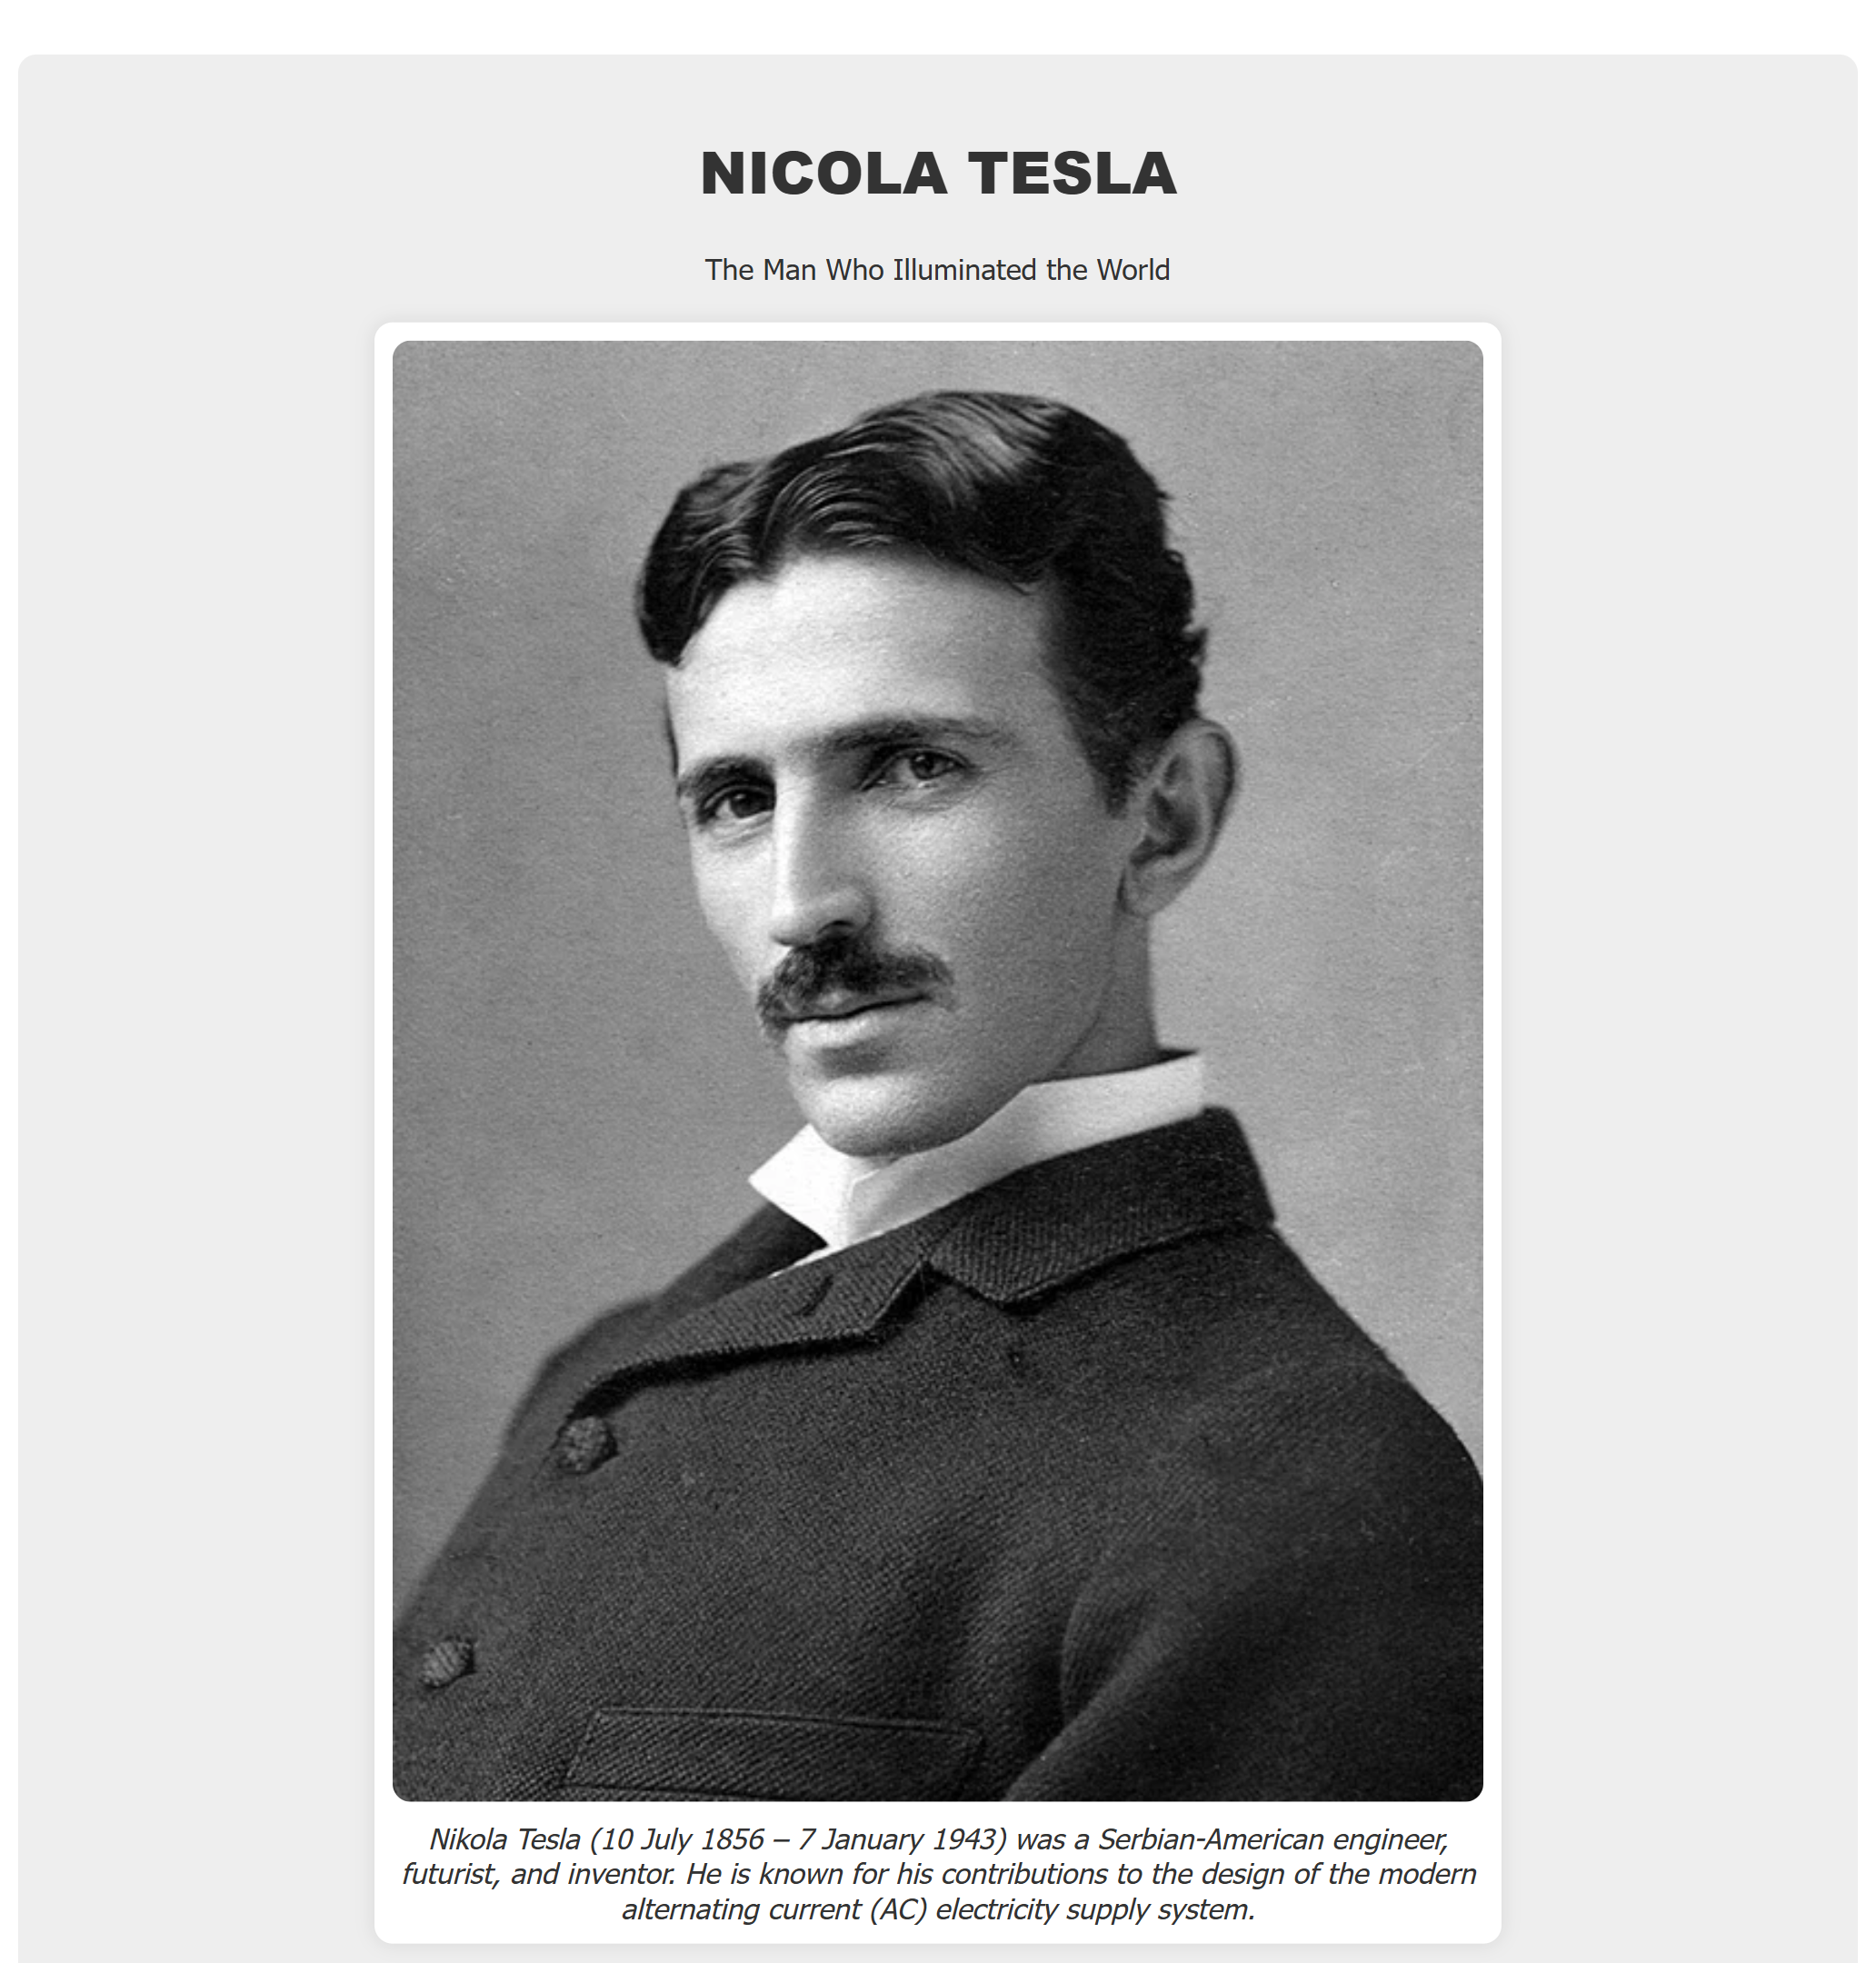 NICOLA TESLA
The Man Who Illuminated the World
Nikola Tesla (10 July 1856 – 7 January 1943) was a Serbian-American engineer,
futurist, and inventor. He is known for his contributions to the design of the modern
alternating current (AC) electricity supply system.